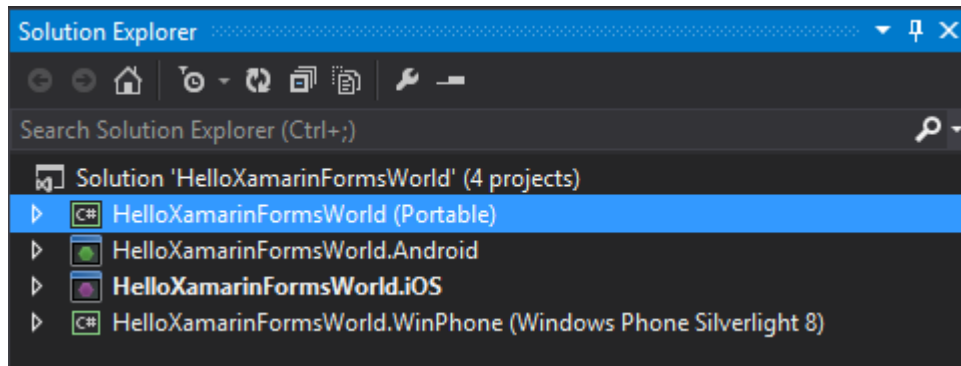 Solution Explorer
Search Solution Explorer (Ctrl+;)
Solution 'HelloXamarinFormsWorld' (4 projects)
C# HelloXamarinFormsWorld (Portable)
HelloXamarinFormsWorld.Android
HelloXamarinFormsWorld.iOS
C# HelloXamarinFormsWorld.WinPhone (Windows Phone Silverlight 8)